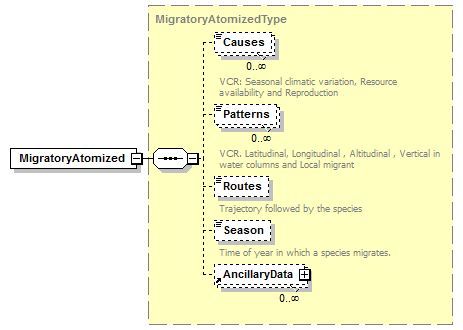 MigratoryAtomizedType
Causes
0..∞
VCR: Seasonal climatic variation, Resource
availability and Reproduction
Patterns
0..∞
VCR. Latitudinal, Longitudinal , Altitudinal , Vertical in
water columns and Local migrant
MigratoryAtomized
Routes
Trajectory followed by the species
Season
Time of year in which a species migrates.
AncillaryData
0..∞